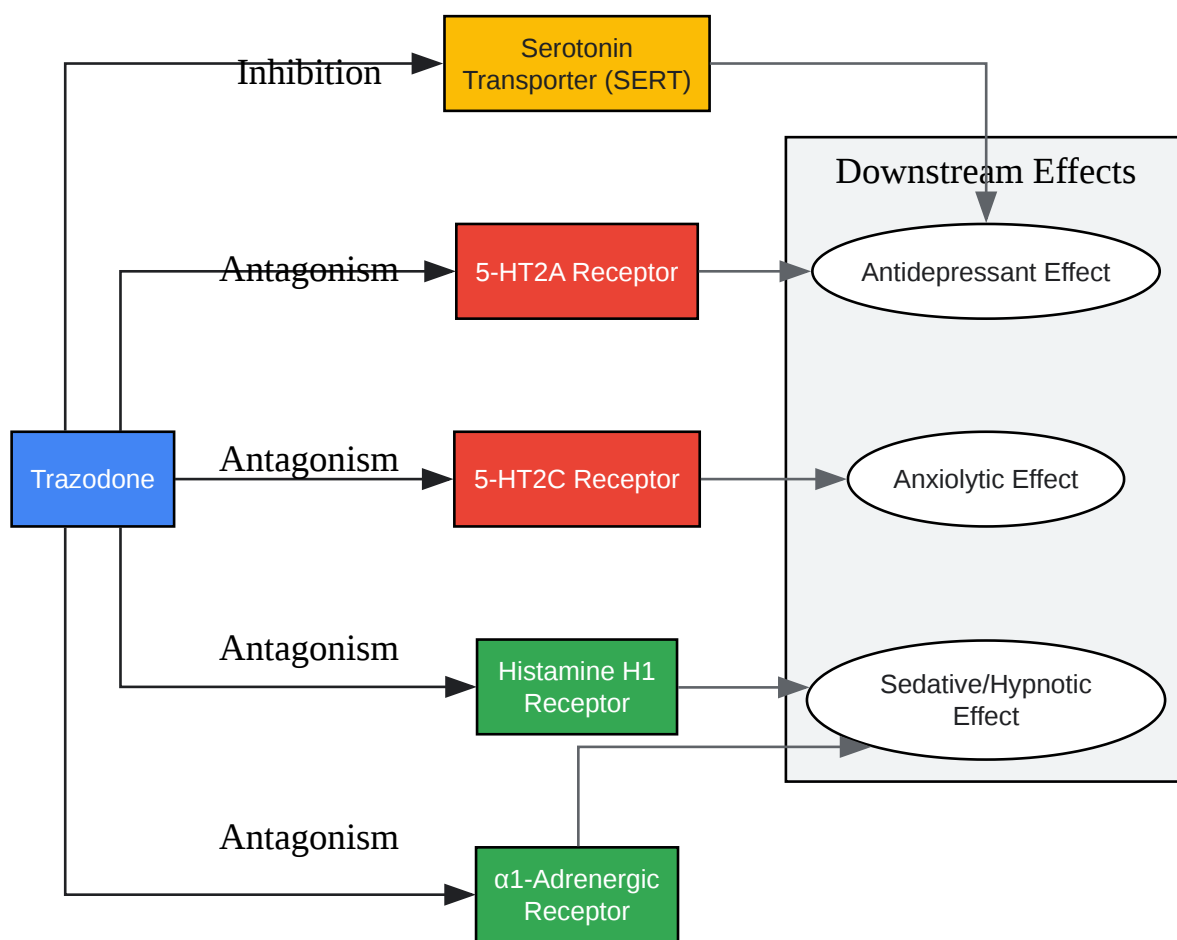 Serotonin
Transporter (SERT)
Inhibition
Downstream Effects
Antagonism
5-HT2A Receptor
Antidepressant Effect
Trazodone
Antagonism
5-HT2C Receptor
Anxiolytic Effect
Antagonism
Histamine H1
Receptor
Sedative/Hypnotic
Effect
Antagonism
α1-Adrenergic
Receptor